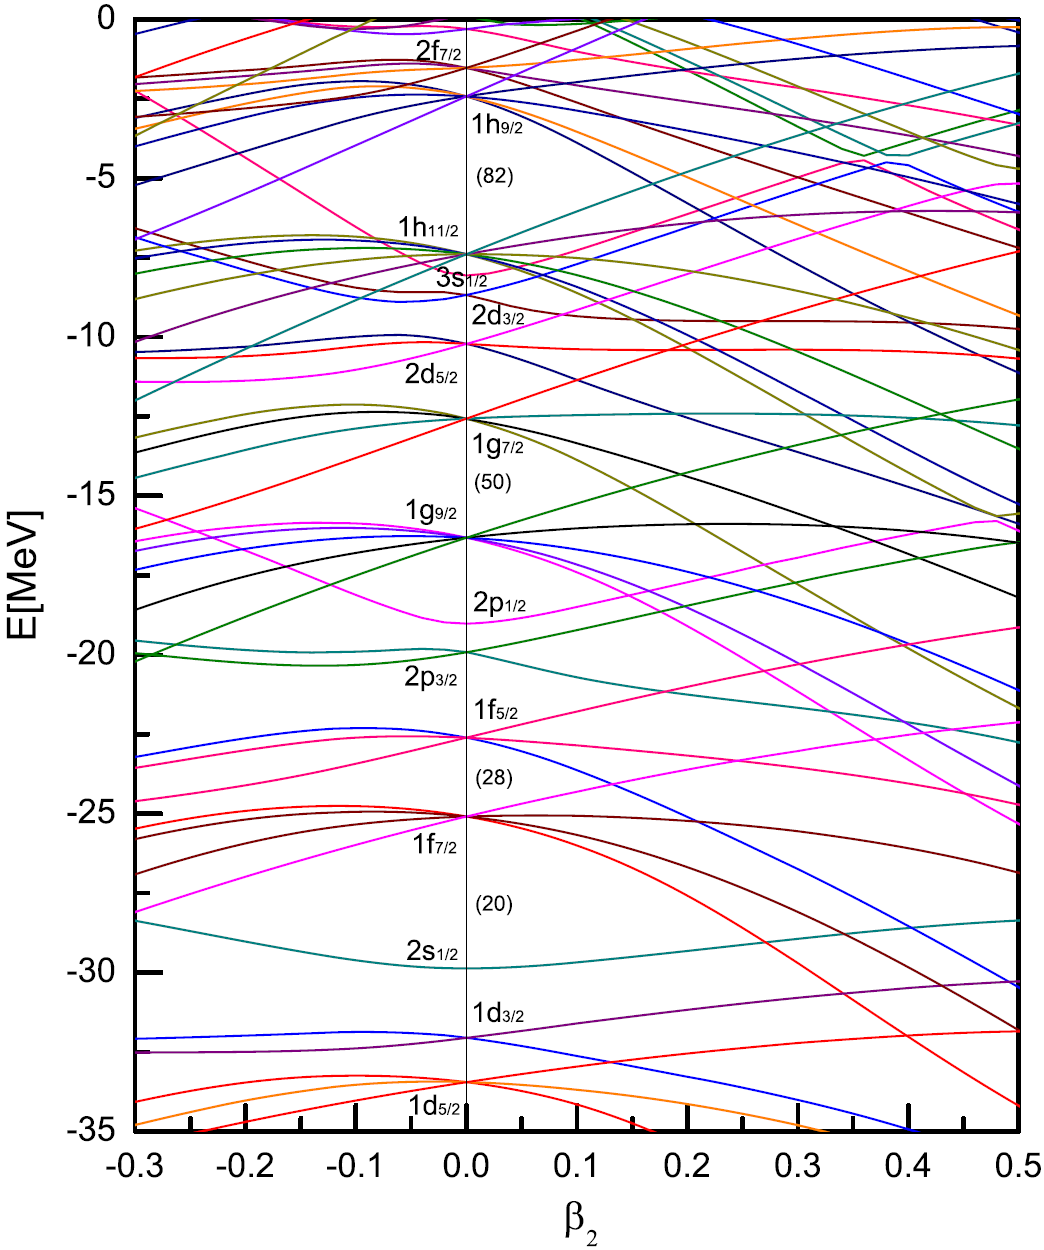 0
2f7/2
1h9/2
-5
(82)
1h11/2
3s1/2
2d3/2
-10
2d5/2
1g7/2
(50)
-15
1g9/2
E[MeV]
2p1/2
-20
2p3/2
1f5/2
(28)
-25
1f7/2
(20)
2s1/2
-30
1d3/2
1d5/2
-35
-0.3 -0.2 -0.1 0.0 0.1 0.2 0.3 0.4 0.5
β2